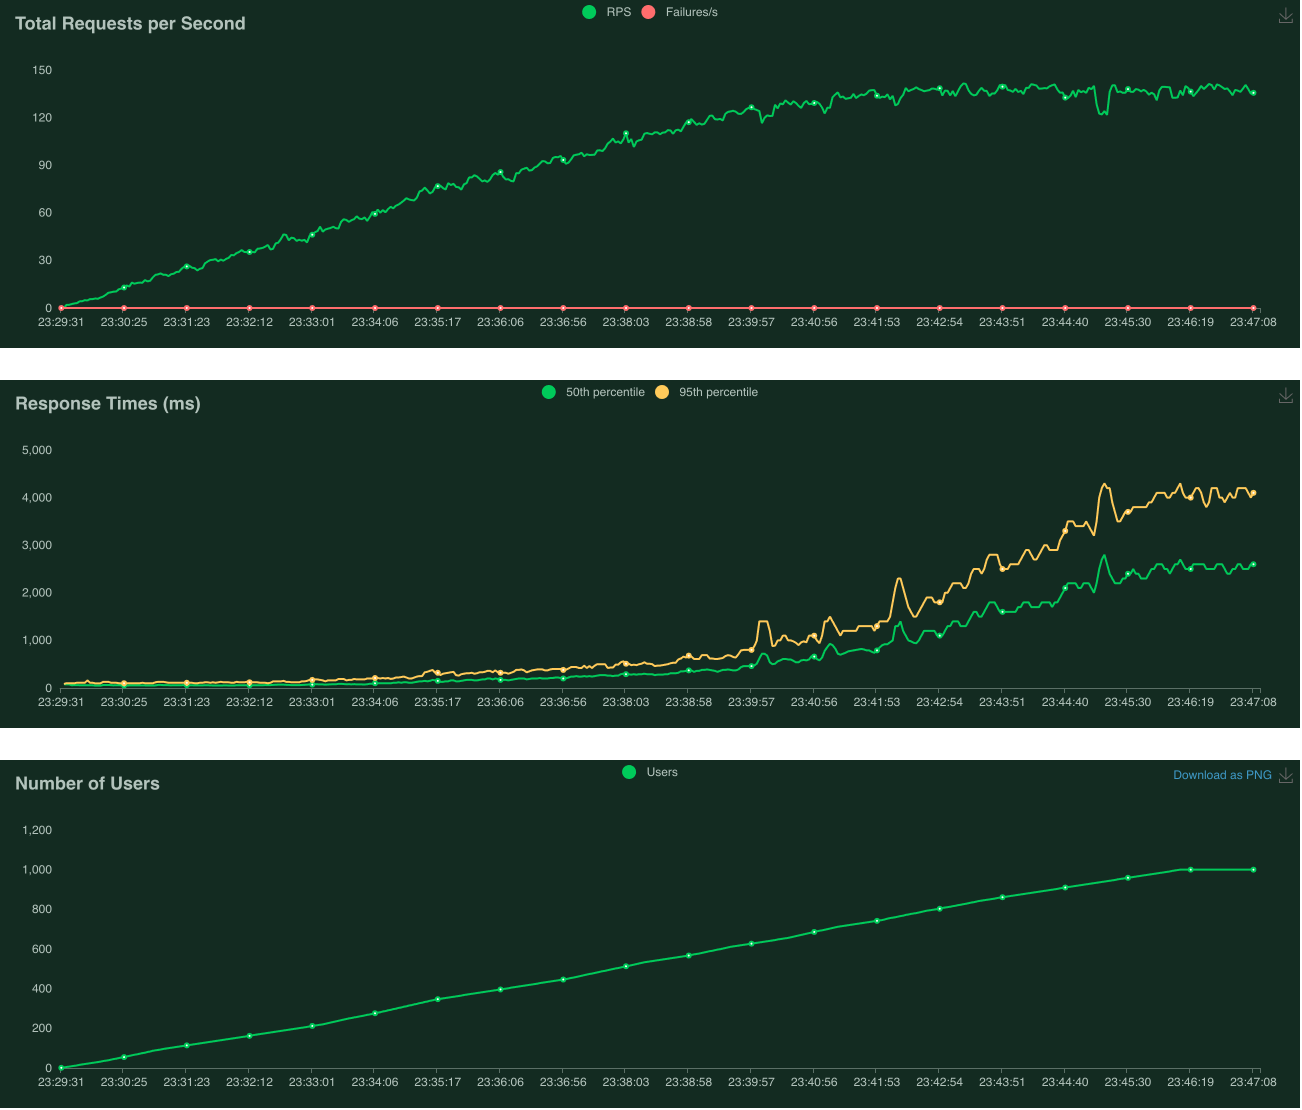 Total Requests per Second
RPS Failures/s
150
120
90
60
30
0
23:29:31 23:30:25 23:31:23 23:32:12 23:33:01 23:34:06 23:35:17 23:36:06 23:36:56 23:38:03 23:38:58 23:39:57 23:40:56 23:41:53 23:42:54 23:43:51 23:44:40 23:45:30 23:46:19 23:47:08
Response Times (ms)
50th percentile 95th percentile
5,000
4,000
3,000
2,000
1,000
0
23:29:31 23:30:25 23:31:23 23:32:12 23:33:01 23:34:06 23:35:17 23:36:06 23:36:56 23:38:03 23:38:58 23:39:57 23:40:56 23:41:53 23:42:54 23:43:51 23:44:40 23:45:30 23:46:19 23:47:08
Number of Users
Users
Download as PNG
1,200
1,000
800
600
400
200
0
23:29:31 23:30:25 23:31:23 23:32:12 23:33:01 23:34:06 23:35:17 23:36:06 23:36:56 23:38:03 23:38:58 23:39:57 23:40:56 23:41:53 23:42:54 23:43:51 23:44:40 23:45:30 23:46:19 23:47:08